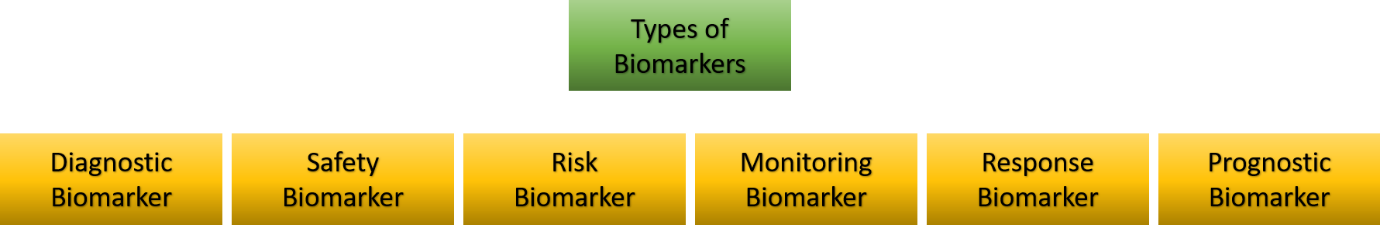 Types of
Biomarkers
Diagnostic
Biomarker
Safety
Biomarker
Risk
Biomarker
Monitoring
Biomarker
Response
Biomarker
Prognostic
Biomarker